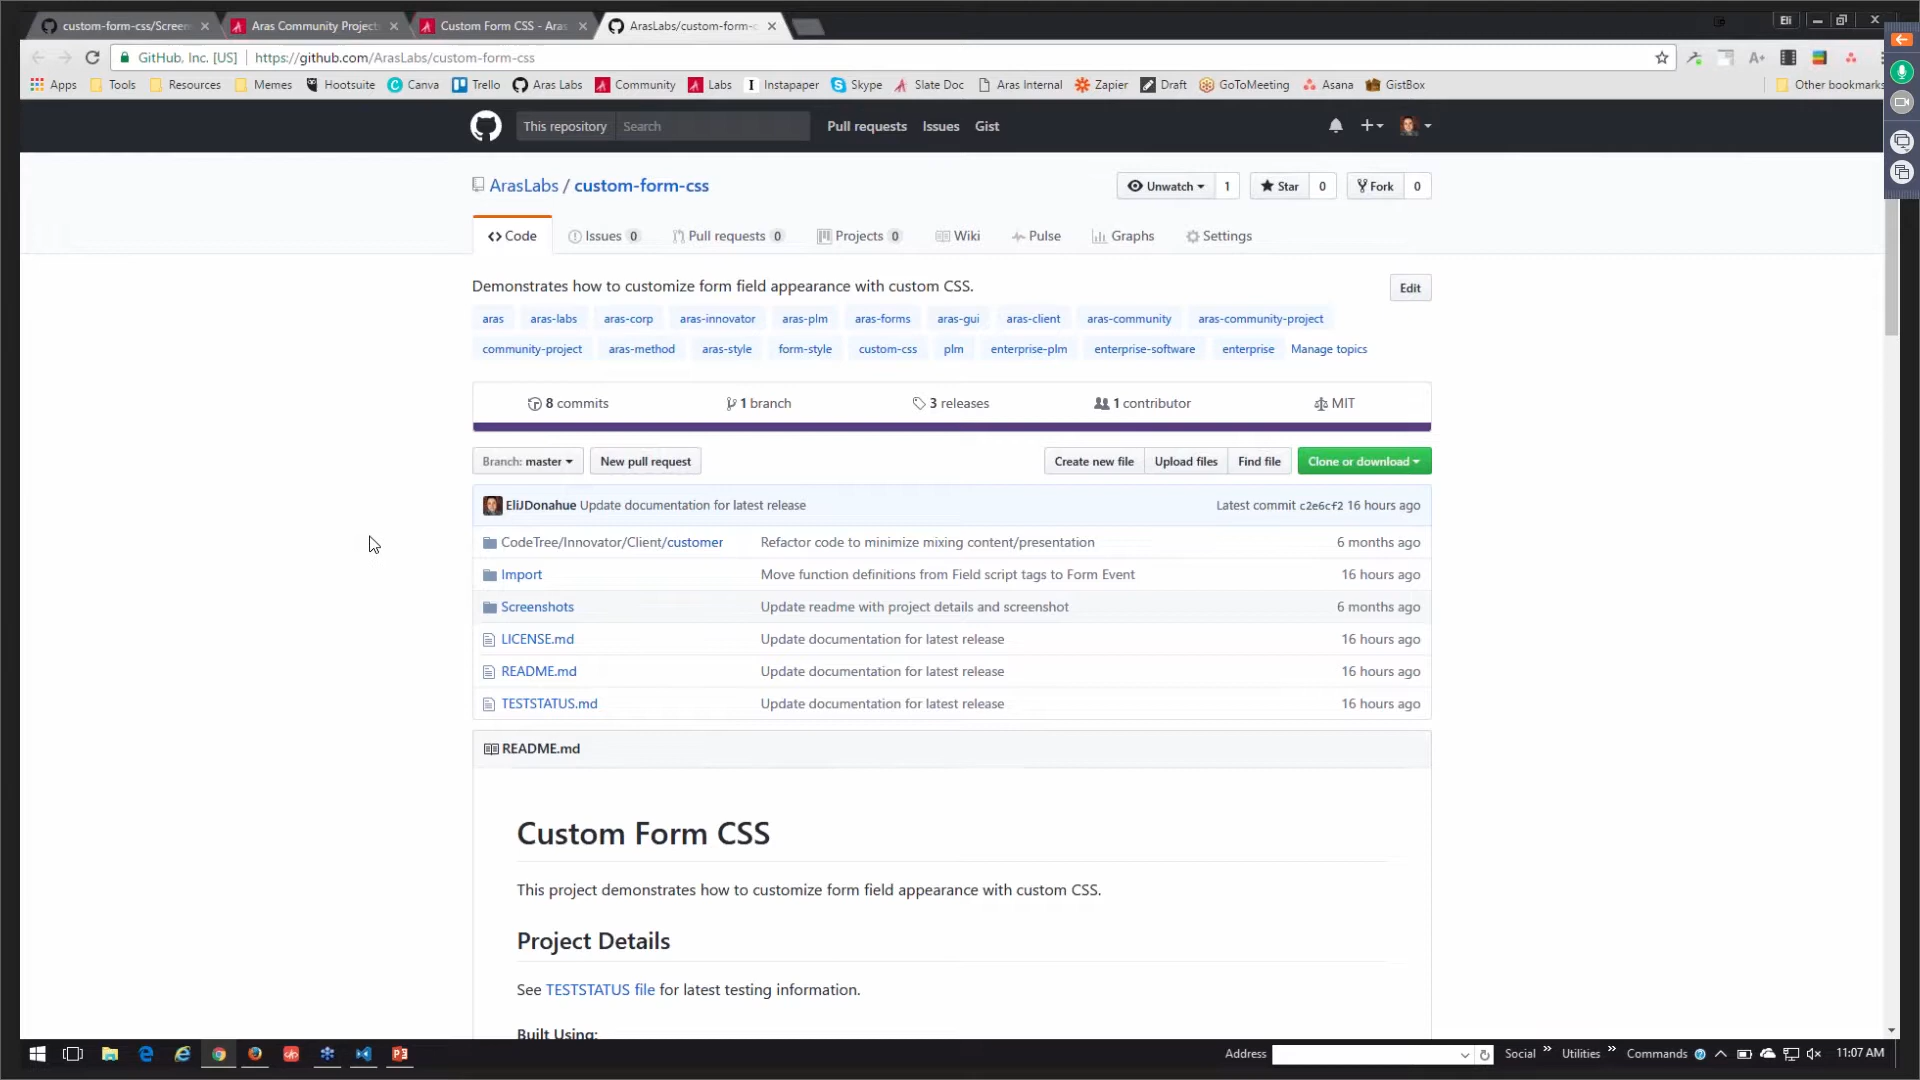 custom-form-css/Screen
Aras Community Project
Custom Form CSS - Aras
ArasLabs/custom-form-c
Eli
GitHub, Inc. [US]
https://github.com/ArasLabs/custom-form-css
Apps
Tools
Resources
Memes
Hootsuite
Canva
Trello
Aras Labs
Community
Labs
Instapaper
Skype
Slate Doc
Aras Internal
Zapier
Draft
GoToMeeting
Asana
GistBox
Other bookmarks
This repository
Search
Pull requests
Issues
Gist
ArasLabs / custom-form-css
Unwatch 1
Star 0
Fork 0
Code
Issues 0
Pull requests 0
Projects 0
Wiki
Pulse
Graphs
Settings
Demonstrates how to customize form field appearance with custom CSS.
Edit
aras aras-labs aras-corp aras-innovator aras-plm aras-forms aras-gui aras-client aras-community aras-community-project
community-project aras-method aras-style form-style custom-css plm enterprise-plm enterprise-software enterprise Manage topics
8 commits
1 branch
3 releases
1 contributor
MIT
Branch: master
New pull request
Create new file
Upload files
Find file
Clone or download
EliJDonahue Update documentation for latest release
Latest commit c2e6cf2 16 hours ago
CodeTree/Innovator/Client/customer Refactor code to minimize mixing content/presentation 6 months ago
Import Move function definitions from Field script tags to Form Event 16 hours ago
Screenshots Update readme with project details and screenshot 6 months ago
LICENSE.md Update documentation for latest release 16 hours ago
README.md Update documentation for latest release 16 hours ago
TESTSTATUS.md Update documentation for latest release 16 hours ago
README.md
Custom Form CSS
This project demonstrates how to customize form field appearance with custom CSS.
Project Details
See TESTSTATUS file for latest testing information.
Built Using:
Address
Social
Utilities
Commands
11:07 AM